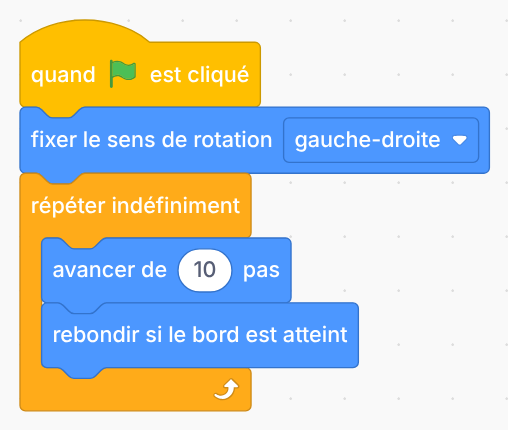 quand est cliqué
fixer le sens de rotation gauche-droite
répéter indéfiniment
avancer de 10 pas
rebondir si le bord est atteint